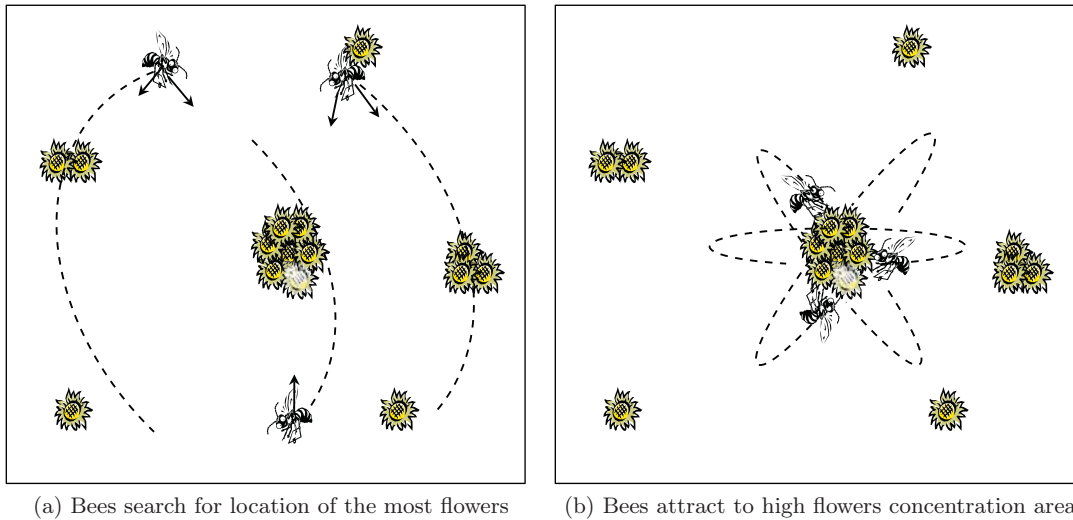 (a) Bees search for location of the most flowers
(b) Bees attract to high flowers concentration area